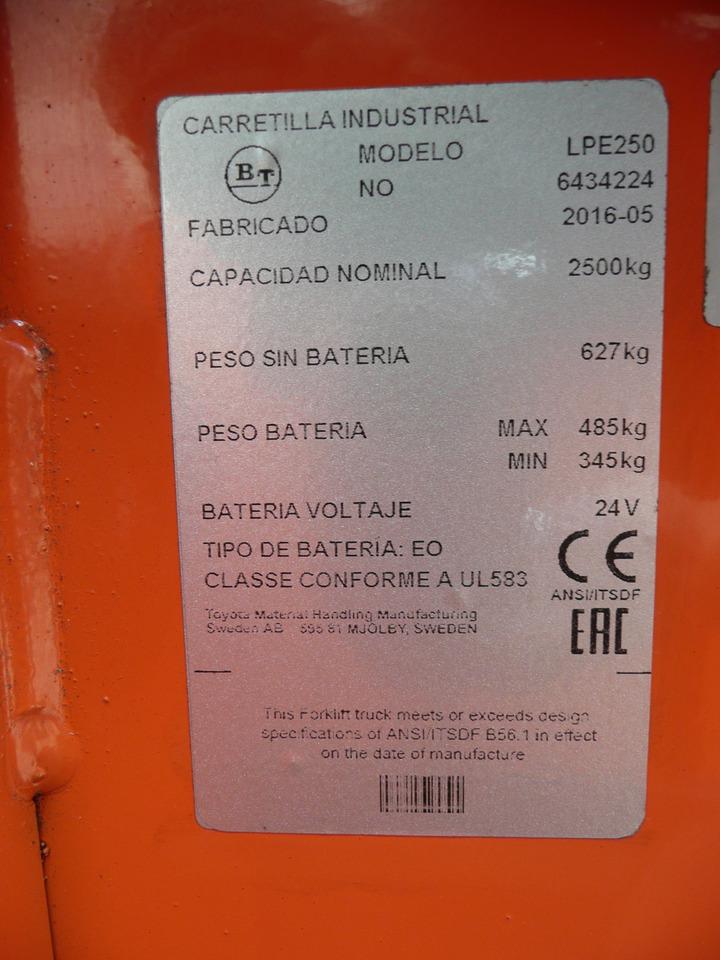 CARRETILLA INDUSTRIAL
BT
MODELO LPE250
NO 6434224
FABRICADO 2016-05
CAPACIDAD NOMINAL 2500kg
PESO SIN BATERIA 627kg
PESO BATERIA MAX 485kg
MIN 345kg
BATERIA VOLTAJE 24V
TIPO DE BATERIA: EO
CLASSE CONFORME A UL583
CE
ANSI/ITSDF
EAC
Toyota Material Handling Manufacturing
Sweden AB 595 81 MJOLBY, SWEDEN
This Forklift truck meets or exceeds design
specifications of ANSI/ITSDF B56.1 in effect
on the date of manufacture